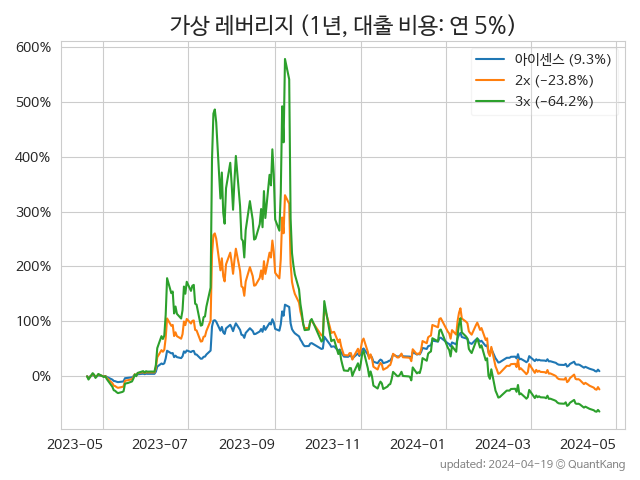 가상 레버리지 (1년, 대출 비용: 연 5%)
600%
500%
400%
300%
200%
100%
0%
아이센스 (9.3%)
2x (−23.8%)
3x (−64.2%)
2023-05
2023-07
2023-09
2023-11
2024-01
2024-03
2024-05
updated: 2024-04-19 © QuantKang